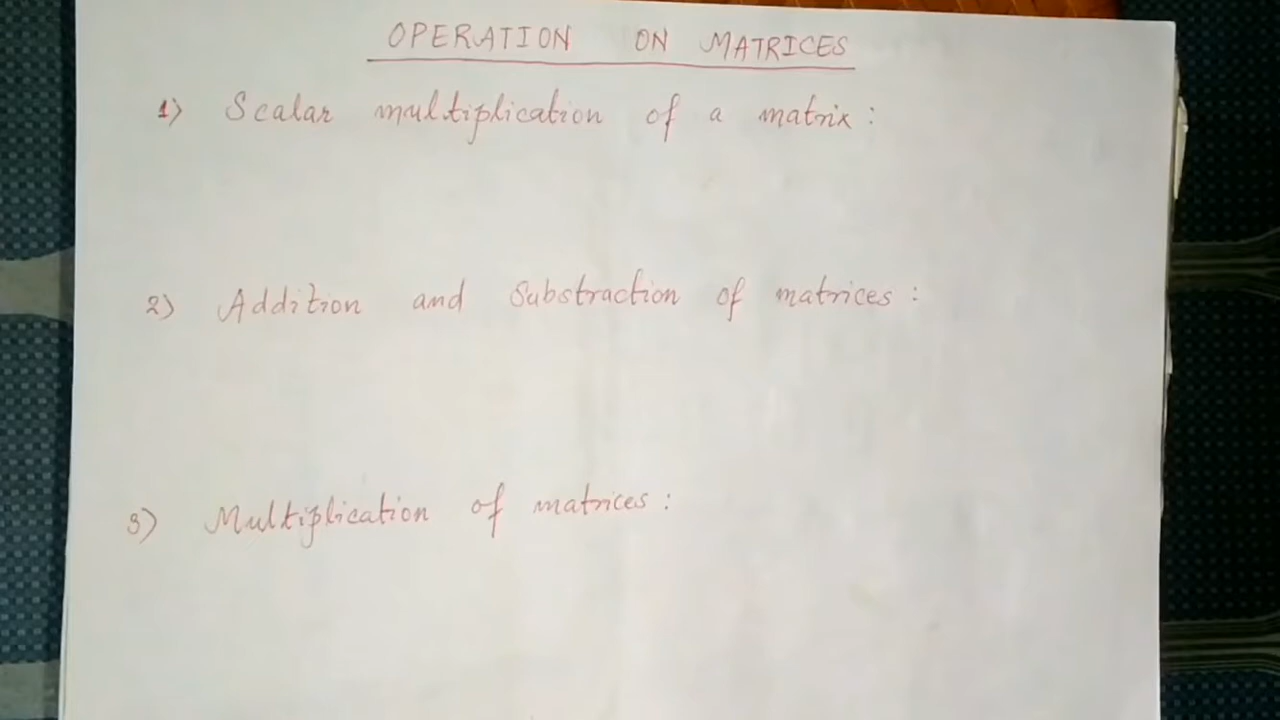 OPERATION ON MATRICES
1) Scalar multiplication of a matrix :
2) Addition and Substraction of matrices :
3) Multiplication of matrices :